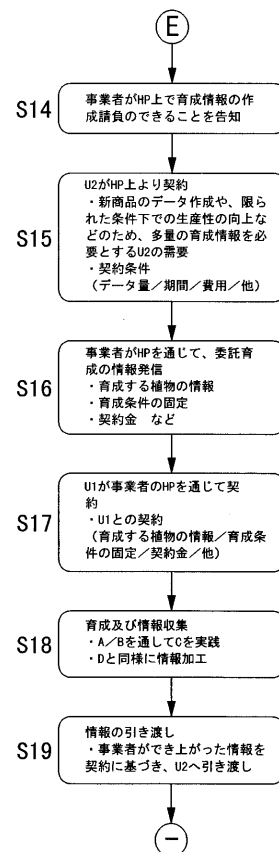 E
S14
事業者がHP上で育成情報の作
成請負のできることを告知
S15
U2がHP上より契約
・新商品のデータ作成や、限ら
れた条件下での生産性の向上な
どのため、多量の育成情報を必
要とするU2の需要
・契約条件
(データ量/期間/費用/他)
S16
事業者がHPを通じて、委託育
成の情報発信
・育成する植物の情報
・育成条件の固定
・契約金 など
S17
U1が事業者のHPを通じて契
約
・U1との契約
(育成する植物の情報/育成条
件の固定/契約金/他)
S18
育成及び情報収集
・A/Bを通してCを実践
・Dと同様に情報加工
S19
情報の引き渡し
・事業者ができ上がった情報を
契約に基づき、U2へ引き渡し
ー